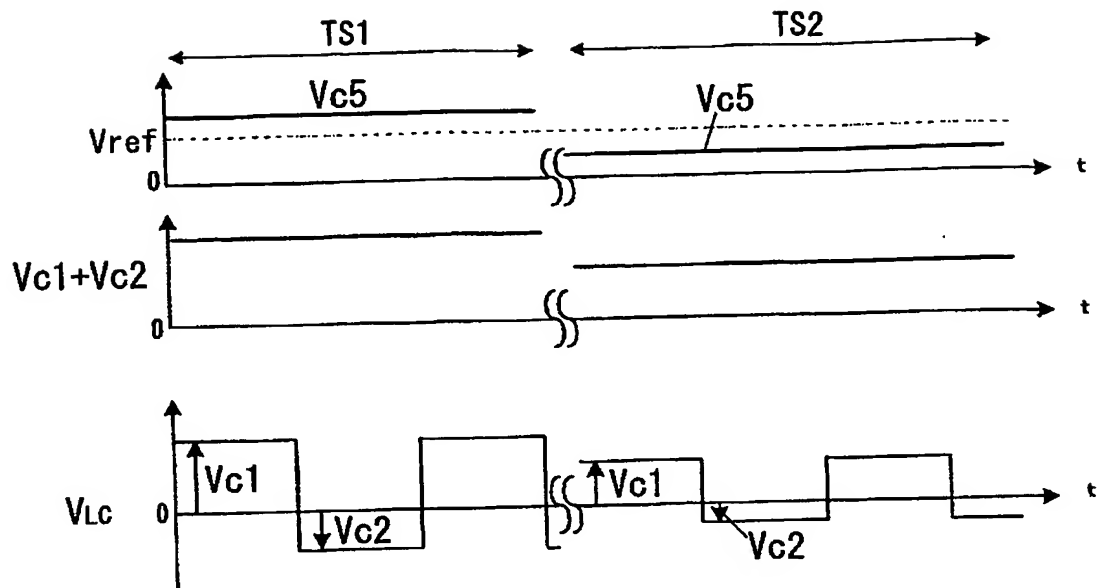 TS1 TS2
Vc5
Vc5
Vref
0 t
Vc1+Vc2
0 t
Vc1 Vc1
VLC 0 t
Vc2 Vc2